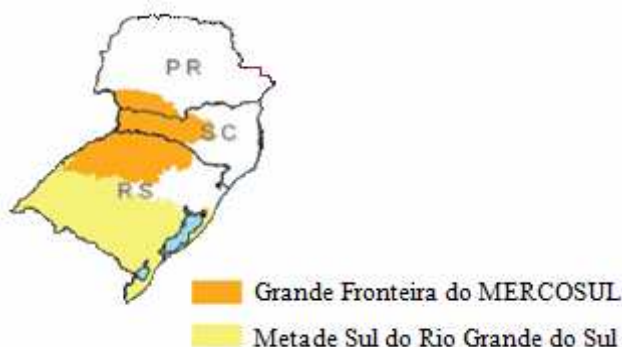 PR
SC
RS
Grande Fronteira do MERCOSUL
Metade Sul do Rio Grande do Sul